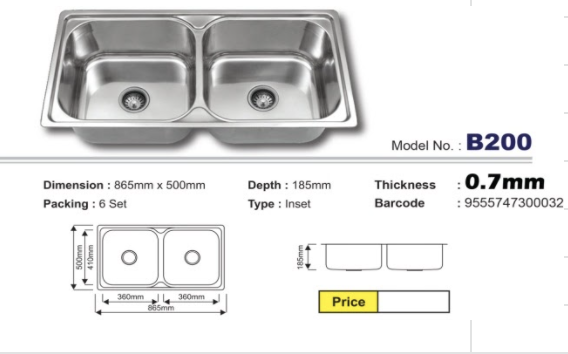 Model No. : B200
Dimension : 865mm x 500mm
Depth : 185mm
Thickness : 0.7mm
Packing : 6 Set
Type : Inset
Barcode : 9555747300032
500mm
410mm
360mm
360mm
865mm
185mm
Price